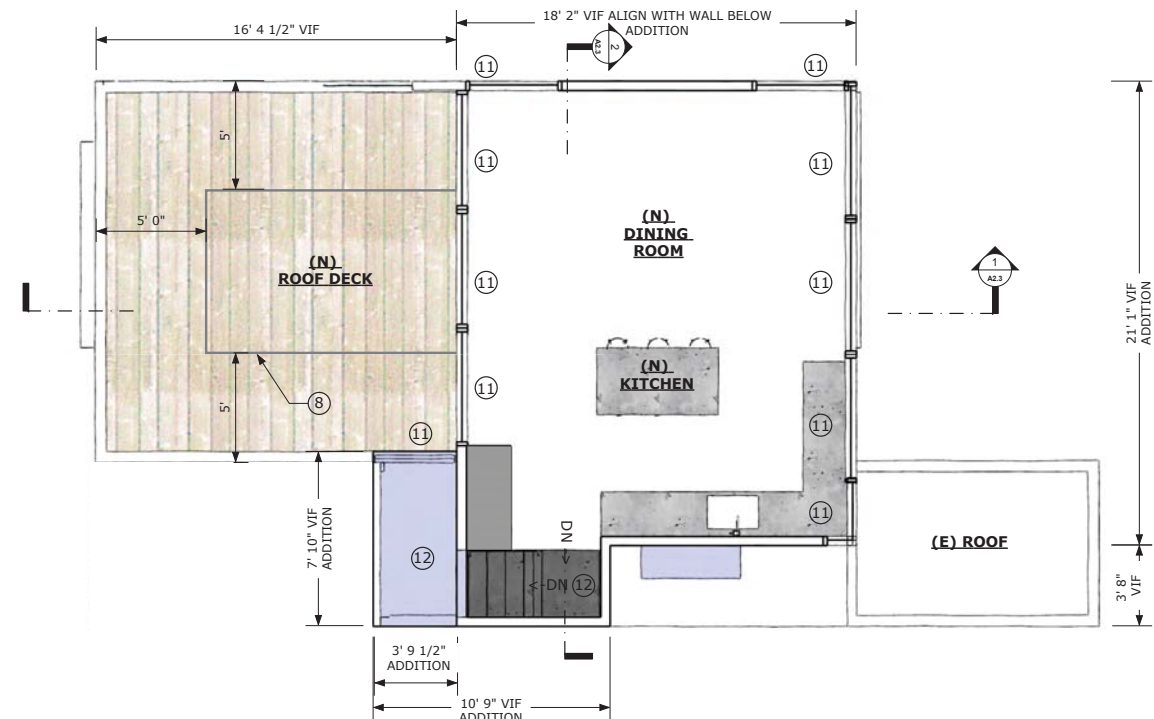 18' 2" VIF ALIGN WITH WALL BELOW
ADDITION
16' 4 1/2" VIF
2
A2.3
11
11
5'
11
11
5' 0"
(N)
DINING
ROOM
(N)
ROOF DECK
11
11
1
A2.3
21' 1" VIF
ADDITION
(N)
KITCHEN
8
5'
11
11
11
11
7' 10" VIF
ADDITION
12
DN
<-DN
12
(E) ROOF
3' 8"
VIF
3' 9 1/2"
ADDITION
10' 9" VIF
ADDITION